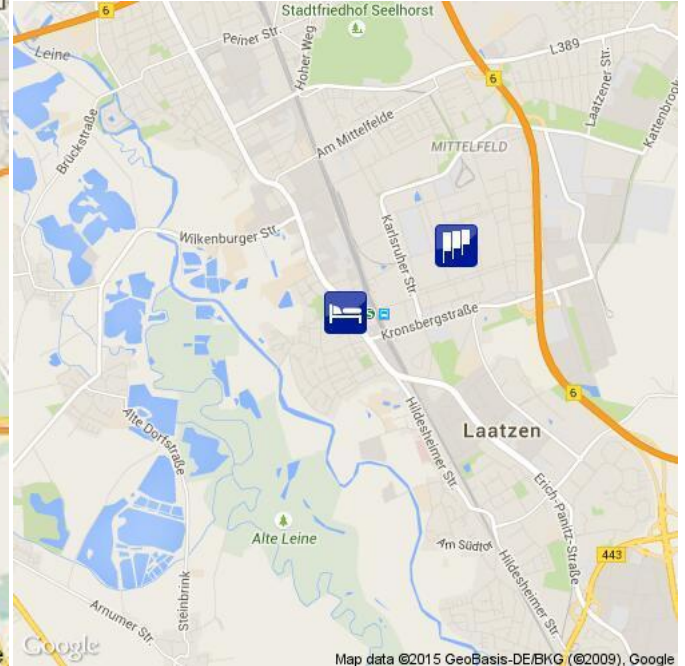 Stadtfriedhof Seelhorst
6
Peiner Str.
Hoher Weg
Leine
L389
6
Laatzener Str.
Kattenbrook
Brückstraße
Am Mittelfelde
MITTELFELD
Wilkenburger Str.
Karlsruher Str
S
Kronsbergstraße
6
Hildesheimer Str.
Laatzen
Alte Dorfstraße
Erich-Panitz-Straße
Alte Leine
Am Südtor
Hildesheimer Str.
443
Steinbrink
Arnumer Str.
Google
Map data ©2015 GeoBasis-DE/BKG (©2009), Google